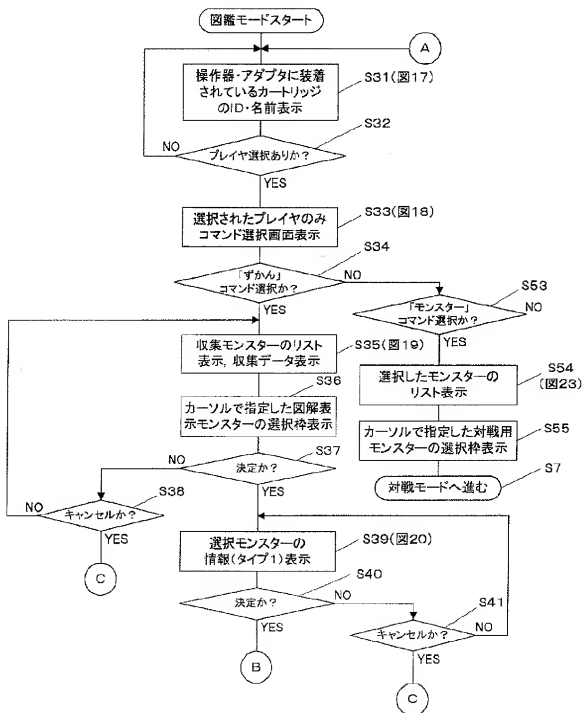 図鑑モードスタート
A
操作器・アダプタに装着
されているカートリッジ
のID・名前表示
S31(図17)
S32
NO
プレイヤ選択ありか?
YES
選択されたプレイヤのみ
コマンド選択画面表示
S33(図18)
S34
「ずかん」
コマンド選択か?
NO
YES
S53
「モンスター」
コマンド選択か?
NO
YES
収集モンスターのリスト
表示,収集データ表示
S35(図19)
S36
選択したモンスターの
リスト表示
S54
(図23)
カーソルで指定した図解表
示モンスターの選択枠表示
カーソルで指定した対戦用
モンスターの選択枠表示
S55
S37
NO
決定か?
YES
対戦モードへ進む
S7
S38
NO
キャンセルか?
YES
C
選択モンスターの
情報(タイプ1)表示
S39(図20)
S40
決定か?
NO
YES
S41
キャンセルか?
NO
YES
B
C